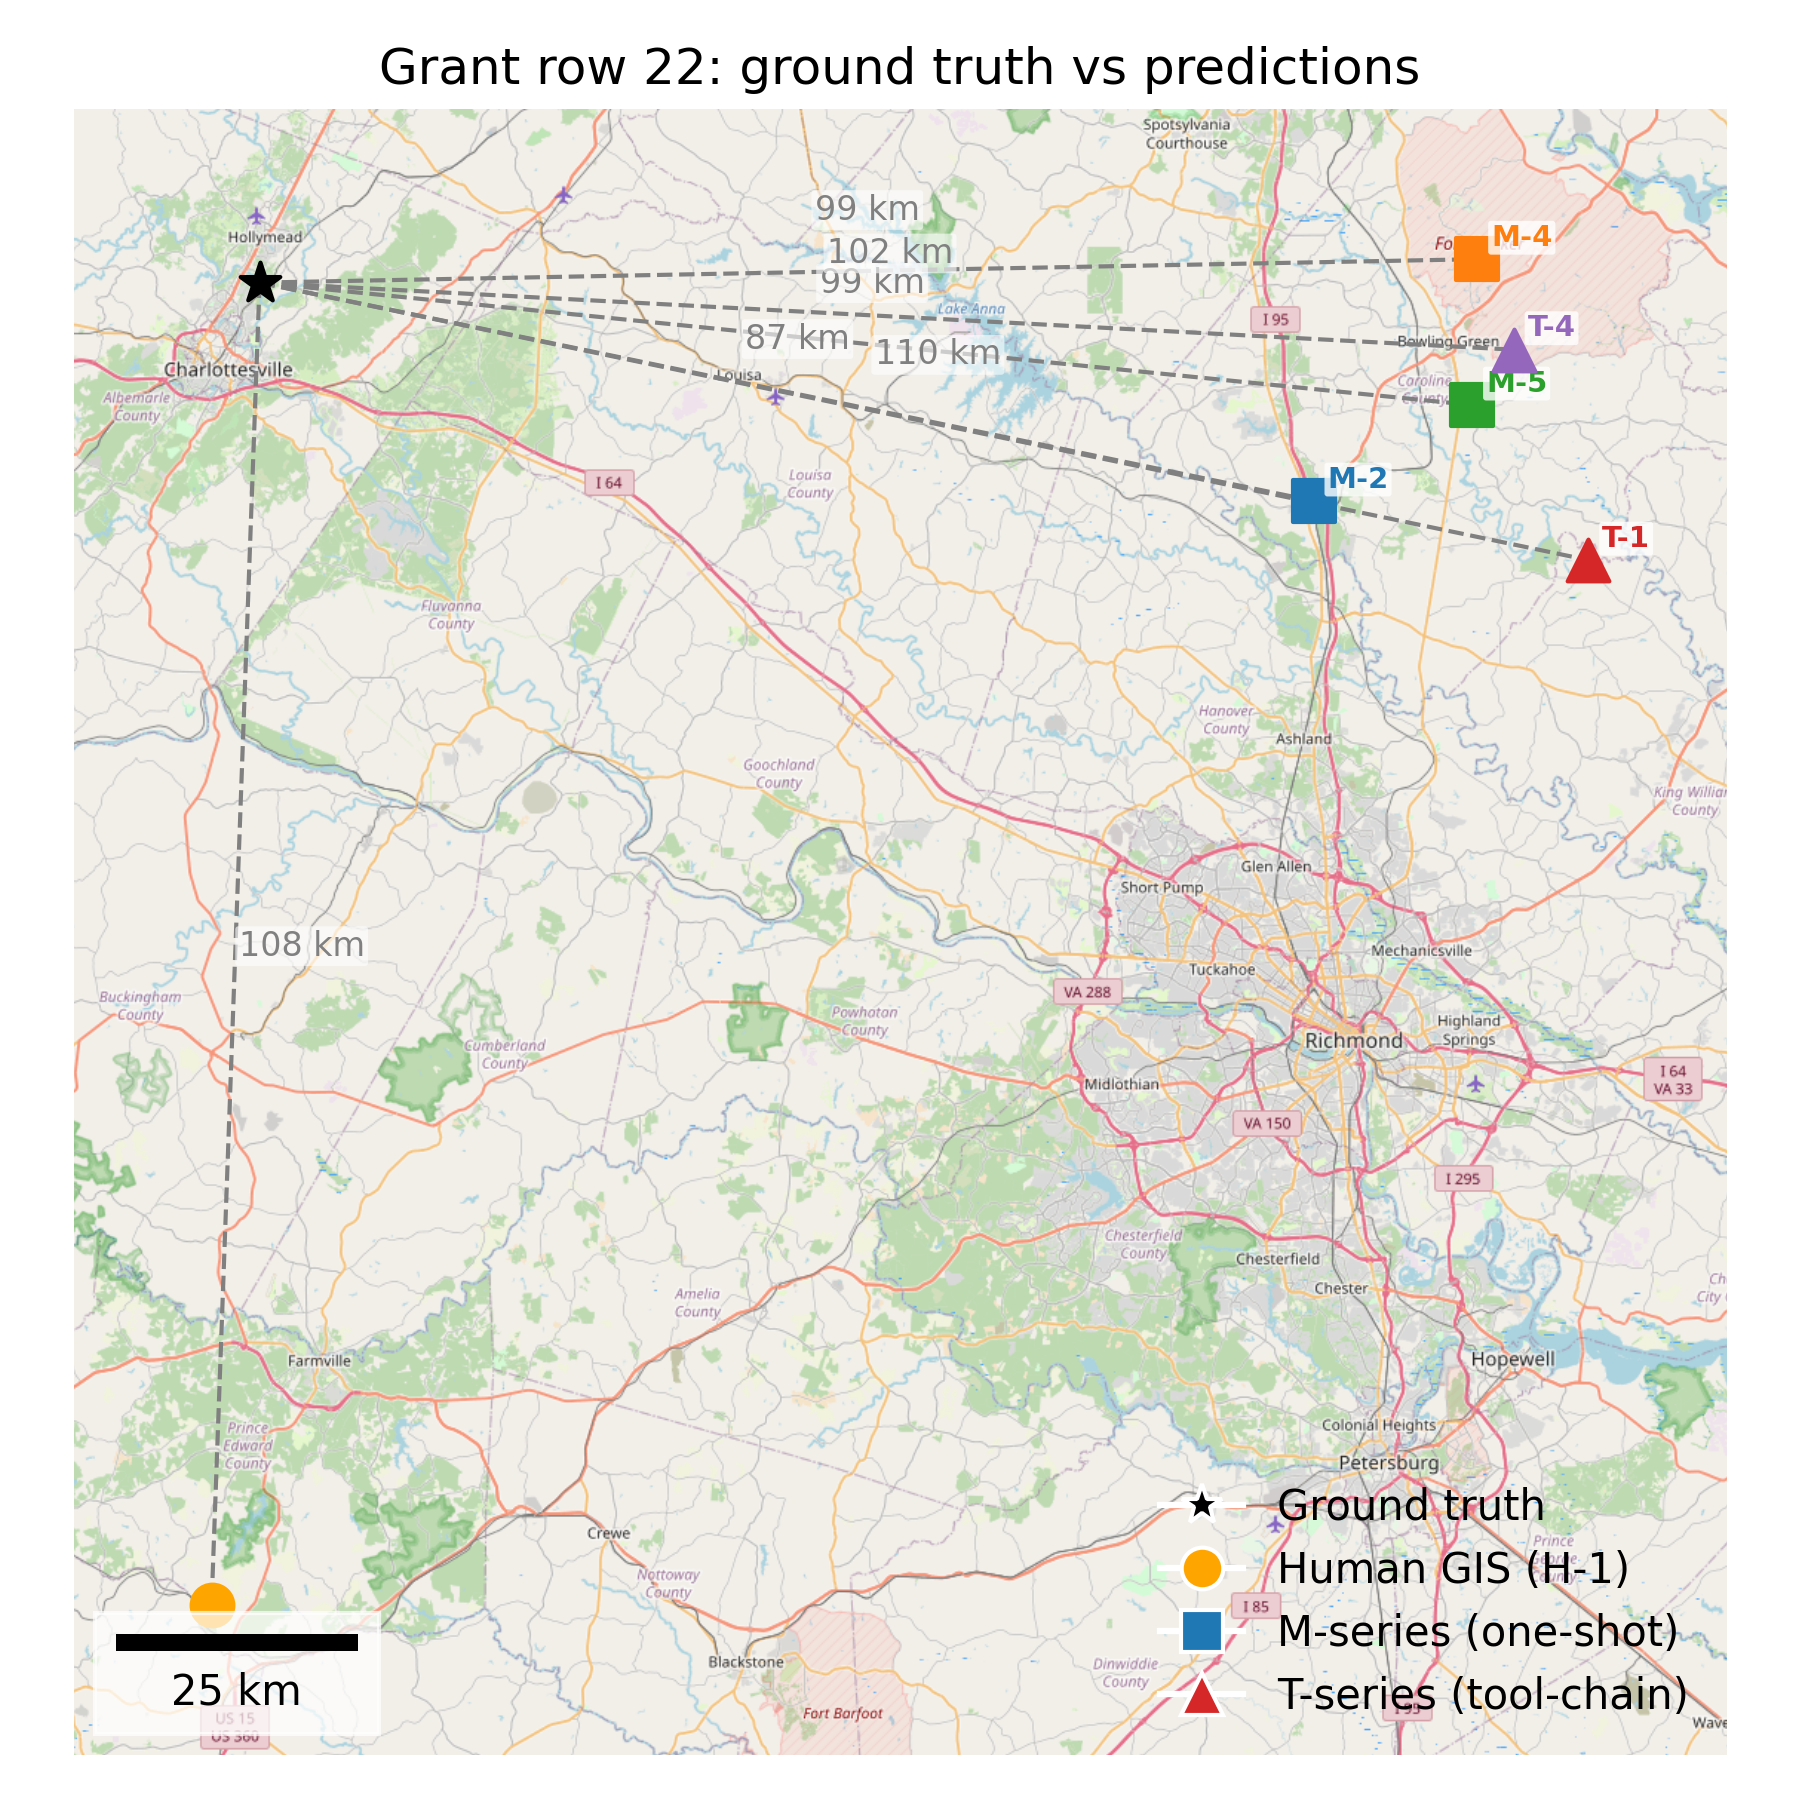 Grant row 22: ground truth vs predictions
Spotsylvania
Courthouse
99 km
Hollymead
M-4
102 km
99 km
Lake Anna
I 95
T-4
87 km
Bowling Green
110 km
Charlottesville
Louisa
Caroline
County
M-5
Albemarle
County
I 64
Louisa
County
M-2
T-1
Fluvanna
County
Hanover
County
Ashland
Goochland
County
King William
County
Glen Allen
Short Pump
108 km
Mechanicsville
Tuckahoe
VA 288
Buckingham
County
Powhatan
County
Highland
Springs
Cumberland
County
Richmond
I 64
VA 33
Midlothian
VA 150
I 295
Chesterfield
County
Chesterfield
Chester
Amelia
County
Farmville
Hopewell
Prince
Edward
County
Colonial Heights
Petersburg
Ground truth
Crewe
Prince
George
County
Human GIS (H-1)
Nottoway
County
I 85
M-series (one-shot)
Blackstone
Dinwiddie
County
25 km
T-series (tool-chain)
Fort Barfoot
I 95
US 15
US 360